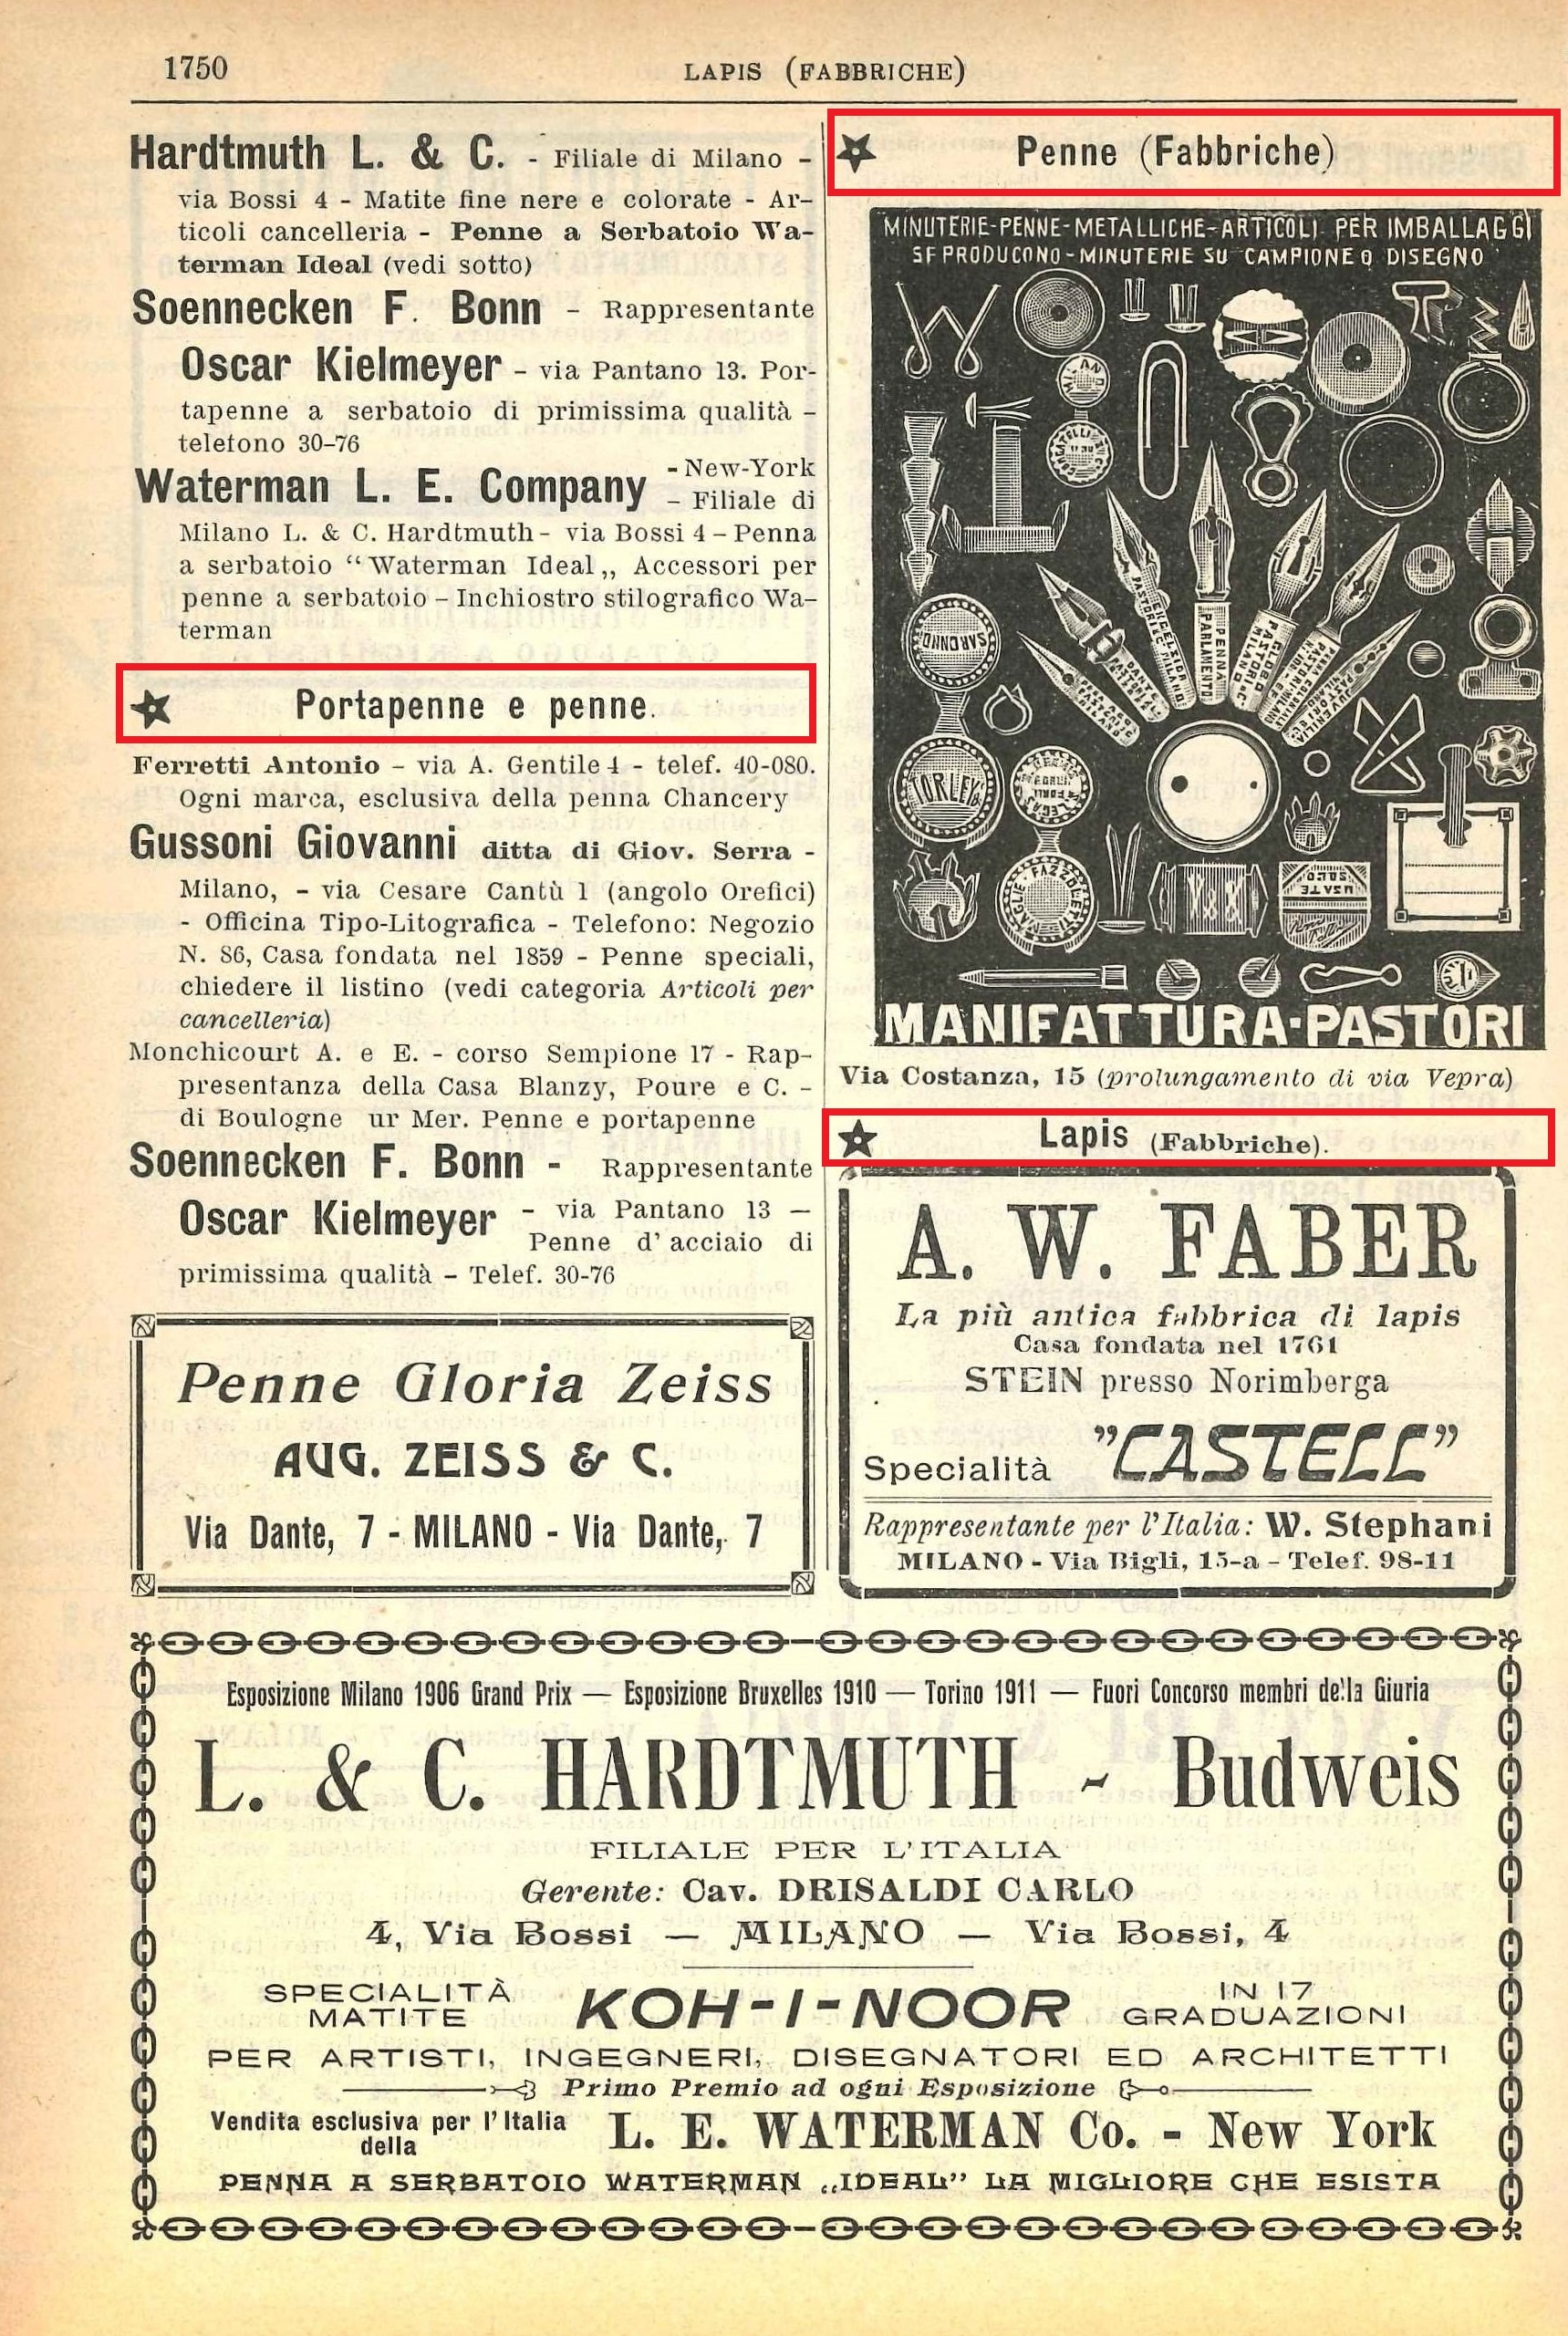 1750
LAPIS (FABBRICHE)
Hardtmuth L. & C. - Filiale di Milano -
via Bossi 4 - Matite fine nere e colorate - Ar-
ticoli cancelleria - Penne a Serbatoio Wa-
terman Ideal (vedi sotto)
Soennecken F. Bonn - Rappresentante
Oscar Kielmeyer - via Pantano 13. Por-
tapenne a serbatoio di primissima qualità -
teletono 30-76
Waterman L. E. Company - New-York
- Filiale di
Milano L. & C. Hardtmuth - via Bossi 4 - Penna
a serbatoio “Waterman Ideal„ Accessori per
penne a serbatoio - Inchiostro stilografico Wa-
terman
Portapenne e penne.
Ferretti Antonio - via A. Gentile 4 - telef. 40-080.
Ogni marca, esclusiva della penna Chancery
Gussoni Giovanni ditta di Giov. Serra -
Milano, - via Cesare Cantù 1 (angolo Orefici)
- Officina Tipo-Litografica - Telefono: Negozio
N. 86, Casa fondata nel 1859 - Penne speciali,
chiedere il listino (vedi categoria Articoli per
cancelleria)
Monchicourt A. e E. - corso Sempione 17 - Rap-
presentanza della Casa Blanzy, Poure e C. -
di Boulogne ur Mer. Penne e portapenne
Soennecken F. Bonn - Rappresentante
Oscar Kielmeyer - via Pantano 13 -
Penne d'acciaio di
primissima qualità - Telef. 30-76
Penne Gloria Zeiss
AUG. ZEISS & C.
Via Dante, 7 - MILANO - Via Dante, 7
Penne (Fabbriche)
MINUTERIE-PENNE-METALLICHE-ARTICOLI PER IMBALLAGGI
SI PRODUCONO-MINUTERIE SU CAMPIONE O DISEGNO
SARONNO
TORLEY
MAGLIE FAZZOLETTI
PENNA
PARLAMENTO
GLOBO
PASTORI & C
MILANO
USATE
MANIFATTURA-PASTORI
Via Costanza, 15 (prolungamento di via Vepra)
Lapis (Fabbriche).
A. W. FABER
La più antica fabbrica di lapis
Casa fondata nel 1761
STEIN presso Norimberga
Specialità "CASTELL"
Rappresentante per l'Italia: W. Stephani
MILANO - Via Bigli, 15-a - Telef. 98-11
Esposizione Milano 1906 Grand Prix — Esposizione Bruxelles 1910 — Torino 1911 — Fuori Concorso membri della Giuria
L. & C. HARDTMUTH - Budweis
FILIALE PER L'ITALIA
Gerente: Cav. DRISALDI CARLO
4, Via Bossi — MILANO — Via Bossi, 4
SPECIALITÀ
MATITE
KOH-I-NOOR
IN 17
GRADUAZIONI
PER ARTISTI, INGEGNERI, DISEGNATORI ED ARCHITETTI
Primo Premio ad ogni Esposizione
Vendita esclusiva per l'Italia
della
L. E. WATERMAN Co. - New York
PENNA A SERBATOIO WATERMAN „IDEAL” LA MIGLIORE CHE ESISTA